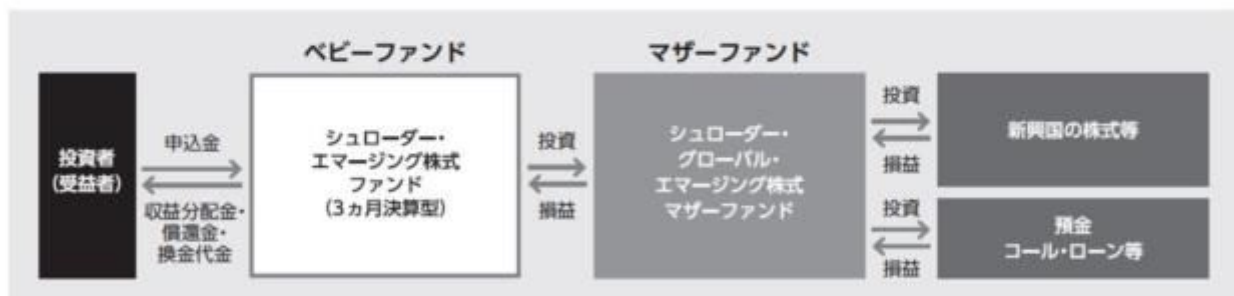 ベビーファンド
マザーファンド
投資者
(受益者)
申込金
収益分配金・
償還金・
換金代金
シュローダー・
エマージング株式
ファンド
(3ヵ月決算型)
投資
損益
シュローダー・
グローバル・
エマージング株式
マザーファンド
投資
損益
新興国の株式等
投資
損益
預金
コール・ローン等